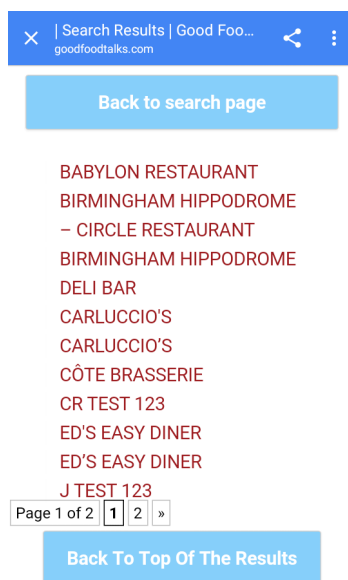 | Search Results | Good Foo...
goodfoodtalks.com
Back to search page
BABYLON RESTAURANT
BIRMINGHAM HIPPODROME
– CIRCLE RESTAURANT
BIRMINGHAM HIPPODROME
DELI BAR
CARLUCCIO'S
CARLUCCIO’S
CÔTE BRASSERIE
CR TEST 123
ED'S EASY DINER
ED’S EASY DINER
J TEST 123
Page 1 of 2 1 2 »
Back To Top Of The Results